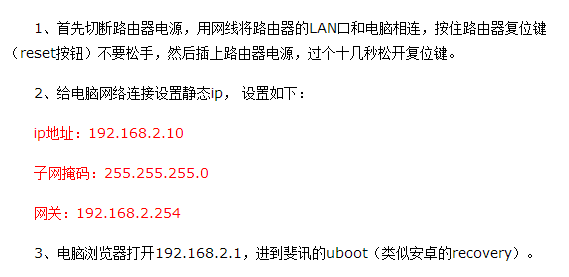 1、首先切断路由器电源，用网线将路由器的LAN口和电脑相连，按住路由器复位键
（reset按钮）不要松手，然后插上路由器电源，过个十几秒松开复位键。
2、给电脑网络连接设置静态ip， 设置如下：
ip地址：192.168.2.10
子网掩码：255.255.255.0
网关：192.168.2.254
3、电脑浏览器打开192.168.2.1，进到斐讯的uboot（类似安卓的recovery）。